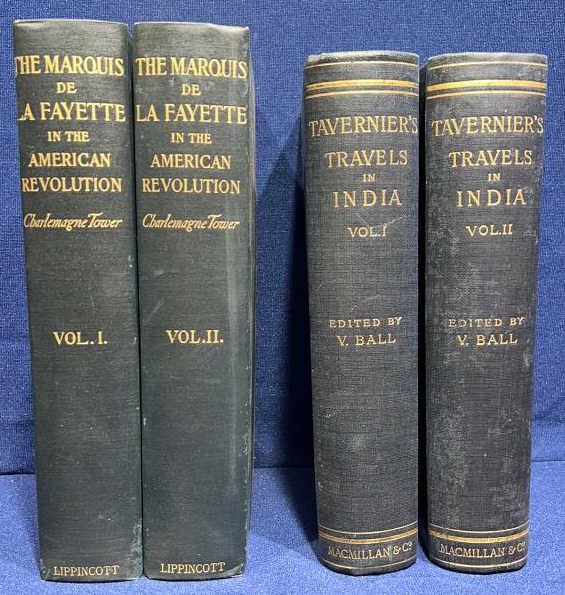 THE MARQUIS
DE
LA FAYETTE
IN THE
AMERICAN
REVOLUTION
Charlemagne Tower
VOL. I.
LIPPINCOTT
THE MARQUIS
DE
LA FAYETTE
IN THE
AMERICAN
REVOLUTION
Charlemagne Tower
VOL. II.
LIPPINCOTT
TAVERNIER'S
TRAVELS
IN
INDIA
VOL. I
EDITED BY
V. BALL
MACMILLAN & Co
TAVERNIER'S
TRAVELS
IN
INDIA
VOL. II
EDITED BY
V. BALL
MACMILLAN & Co